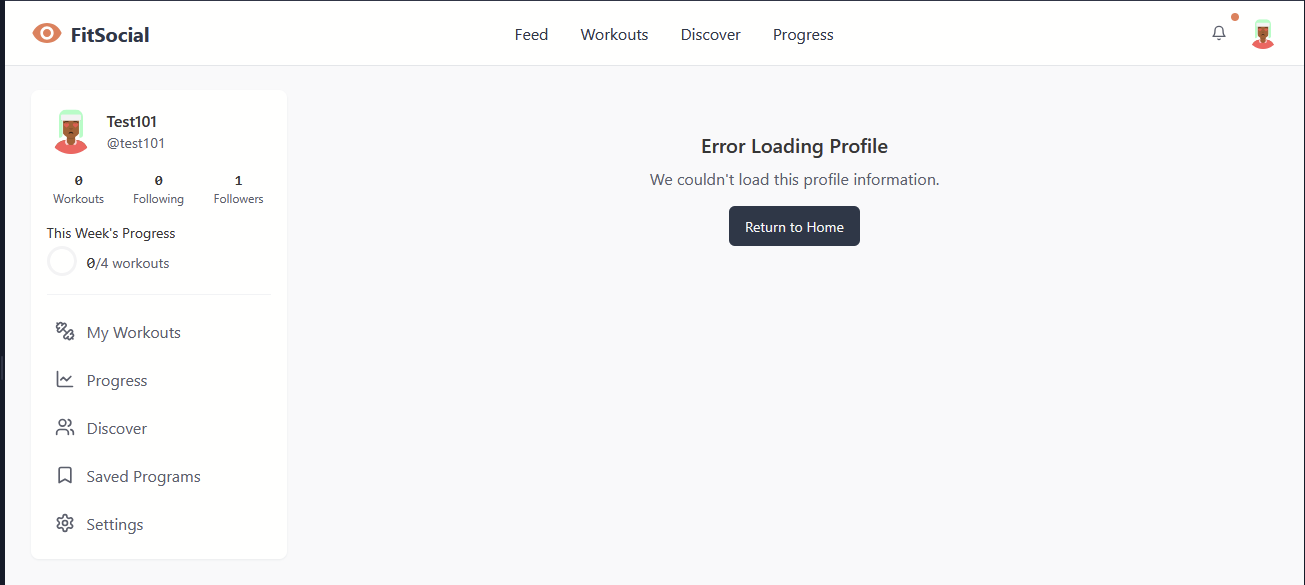 FitSocial
Feed Workouts Discover Progress
Test101
@test101
0 0 1
Workouts Following Followers
This Week's Progress
0/4 workouts
My Workouts
Progress
Discover
Saved Programs
Settings
Error Loading Profile
We couldn't load this profile information.
Return to Home